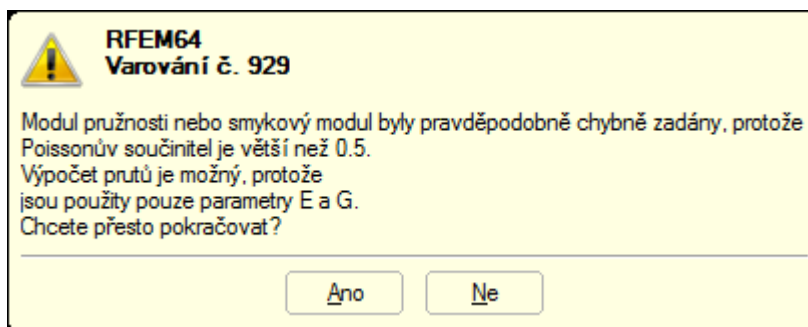 RFEM64
Varování č. 929
Modul pružnosti nebo smykový modul byly pravděpodobně chybně zadány, protože
Poissonův součinitel je větší než 0.5.
Výpočet prutů je možný, protože
jsou použity pouze parametry E a G.
Chcete přesto pokračovat?
Ano Ne